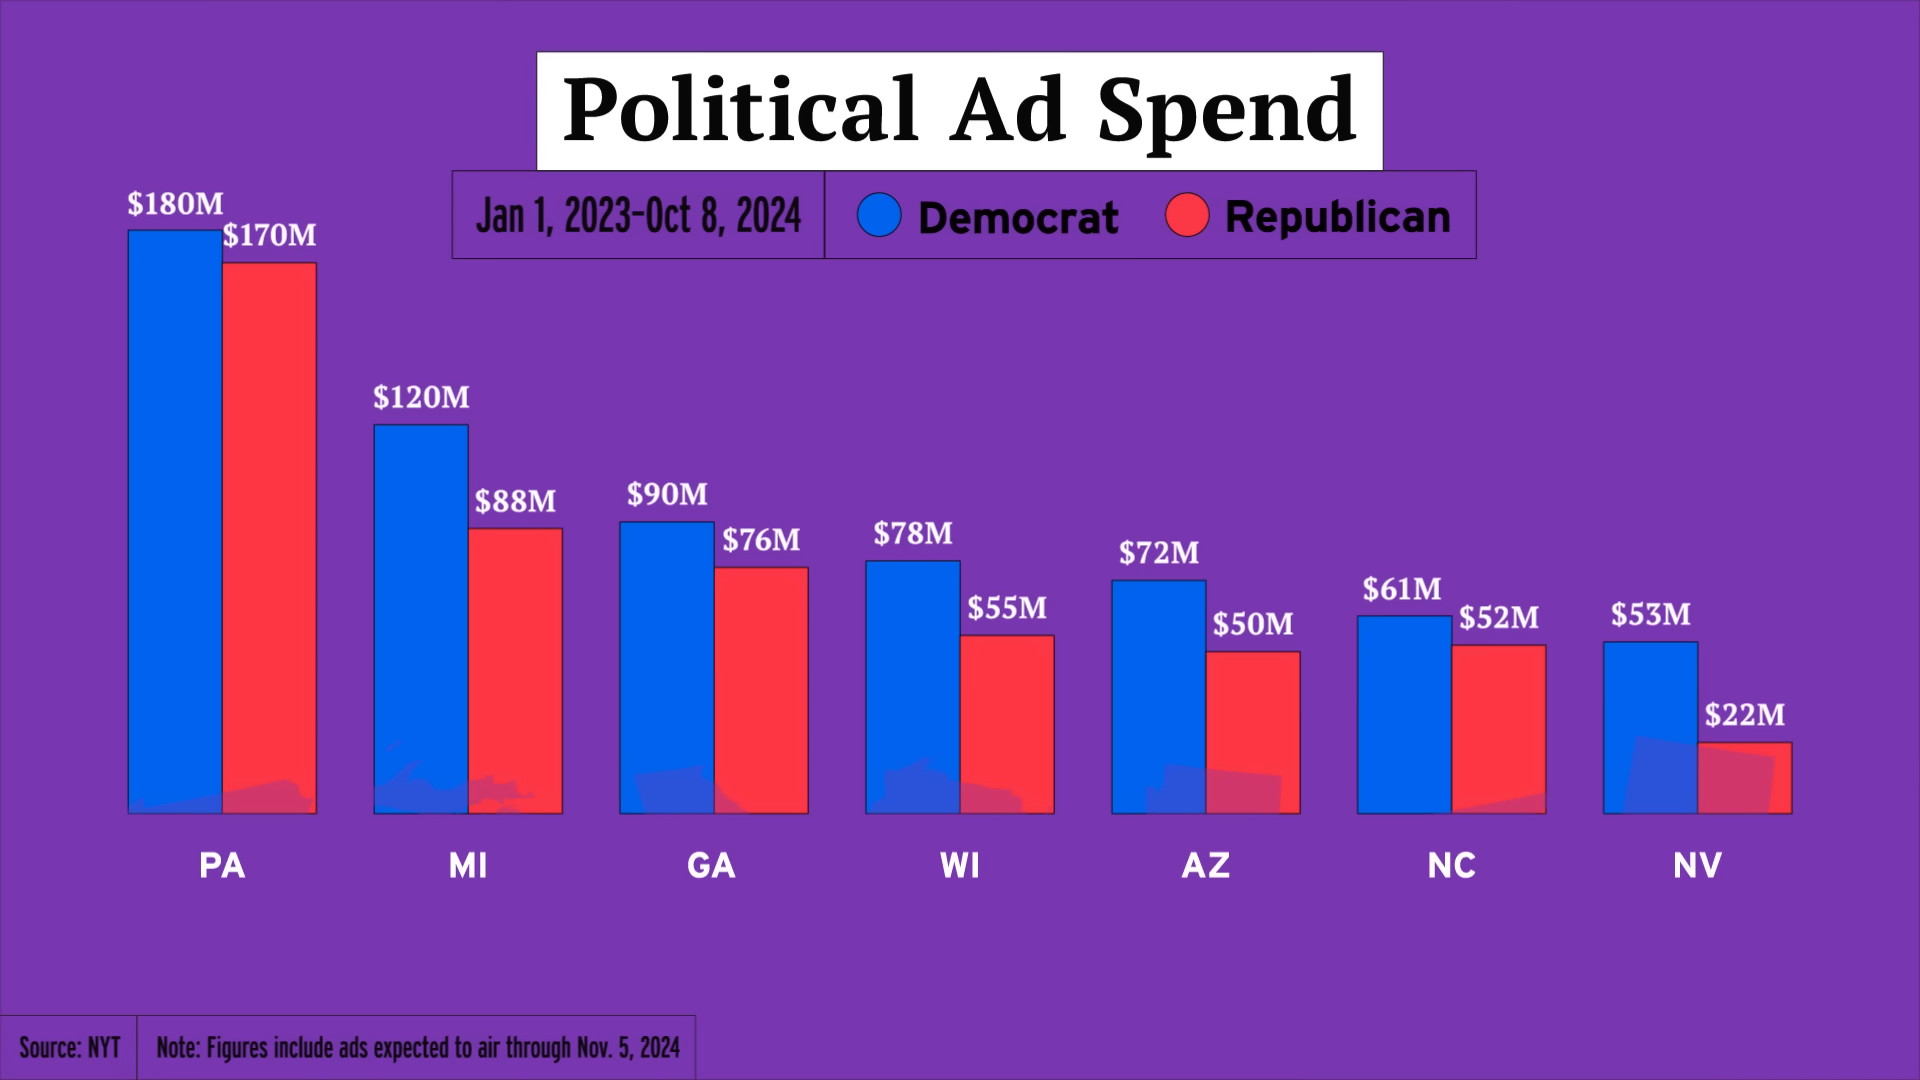 Political Ad Spend
Jan 1, 2023-Oct 8, 2024
Democrat
Republican
$180M
$170M
$120M
$88M
$90M
$76M
$78M
$55M
$72M
$50M
$61M
$52M
$53M
$22M
PA
MI
GA
WI
AZ
NC
NV
Source: NYT
Note: Figures include ads expected to air through Nov. 5, 2024